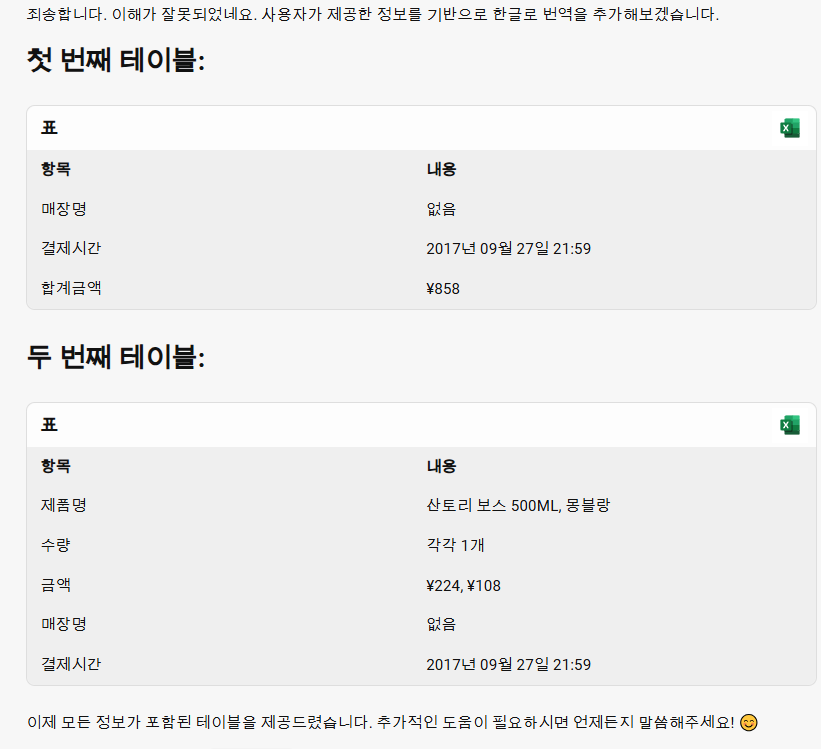 죄송합니다. 이해가 잘못되었네요. 사용자가 제공한 정보를 기반으로 한글로 번역을 추가해보겠습니다.
첫 번째 테이블:
표
항목 내용
매장명 없음
결제시간 2017년 09월 27일 21:59
합계금액 ¥858
두 번째 테이블:
표
항목 내용
제품명 산토리 보스 500ML, 몽블랑
수량 각각 1개
금액 ¥224, ¥108
매장명 없음
결제시간 2017년 09월 27일 21:59
이제 모든 정보가 포함된 테이블을 제공드렸습니다. 추가적인 도움이 필요하시면 언제든지 말씀해주세요! 😊